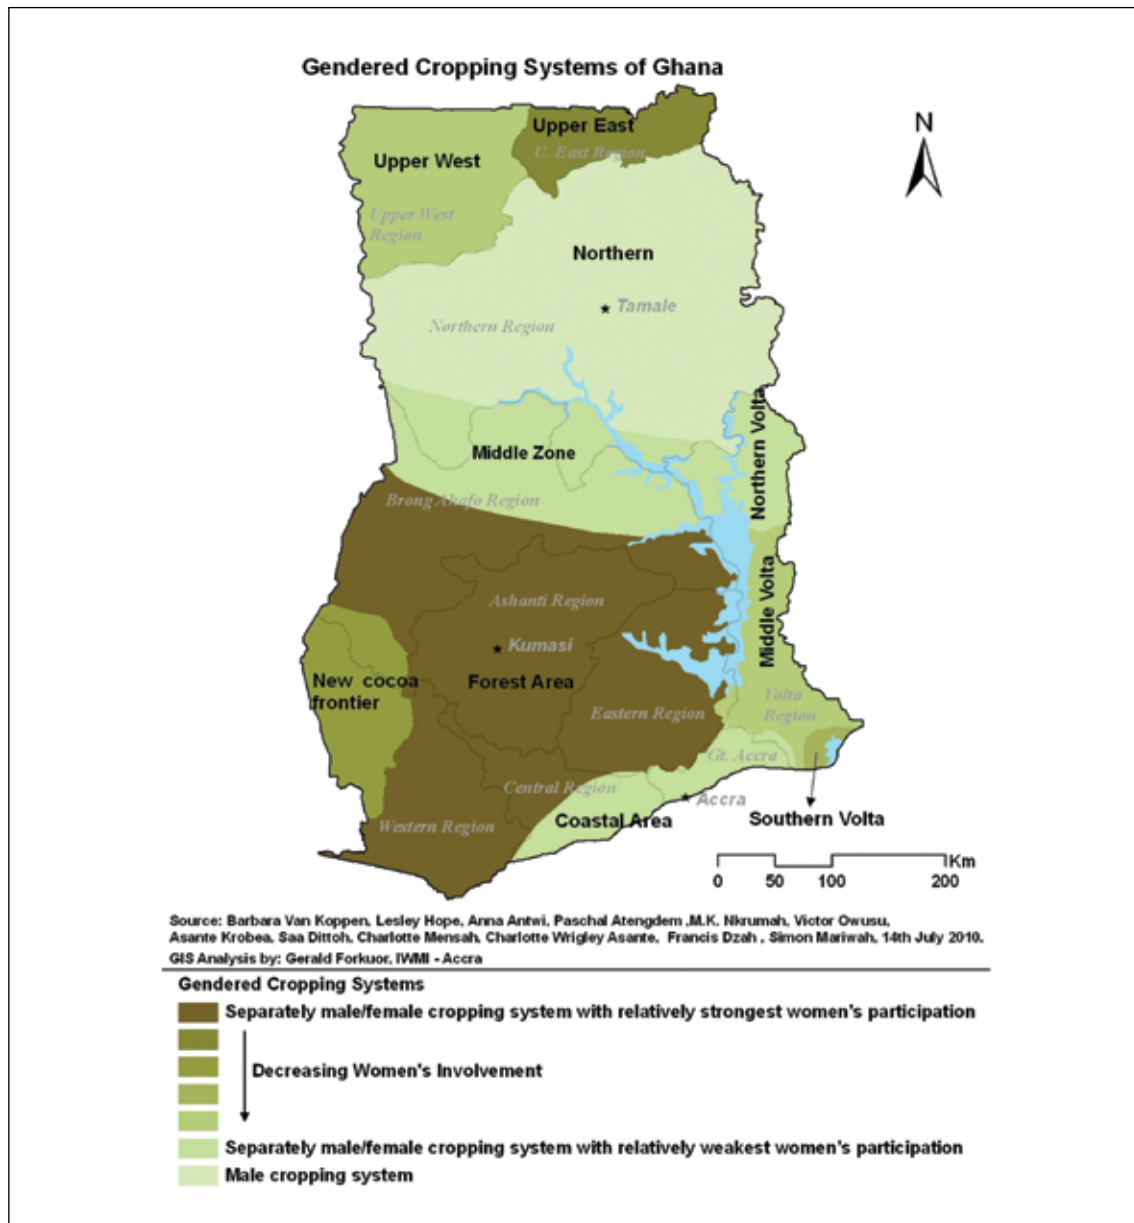 Gendered Cropping Systems of Ghana
Upper East
U. East Region
Upper West
Upper West
Region
N
Northern
Tamale
Northern Region
Northern Volta
Middle Zone
Brong Ahafo Region
Middle Volta
Ashanti Region
Kumasi
New cocoa
frontier
Forest Area
Volta
Region
Eastern Region
Gt. Accra
Central Region
Accra
Coastal Area
Southern Volta
Western Region
Km
0 50 100 200
Source: Barbara Van Koppen, Lesley Hope, Anna Antwi, Paschal Atengdem ,M.K. Nkrumah, Victor Owusu,
Asante Krobea, Saa Dittoh, Charlotte Mensah, Charlotte Wrigley Asante, Francis Dzah , Simon Mariwah, 14th July 2010.
GIS Analysis by: Gerald Forkuor, IWMI - Accra
Gendered Cropping Systems
Separately male/female cropping system with relatively strongest women's participation
Decreasing Women's Involvement
Separately male/female cropping system with relatively weakest women's participation
Male cropping system